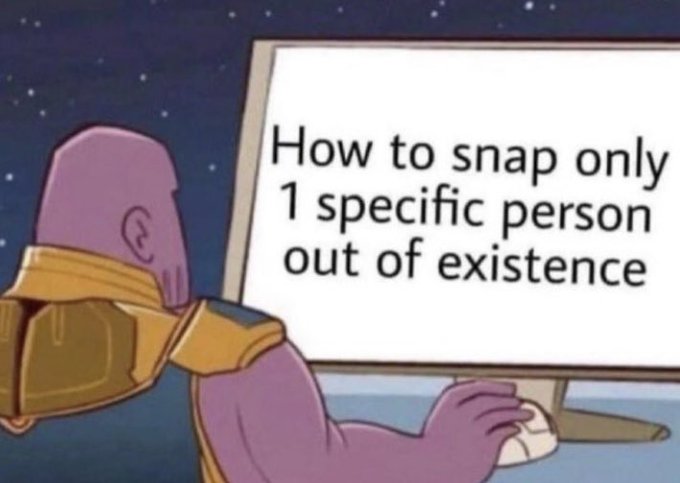 How to snap only
1 specific person
out of existence